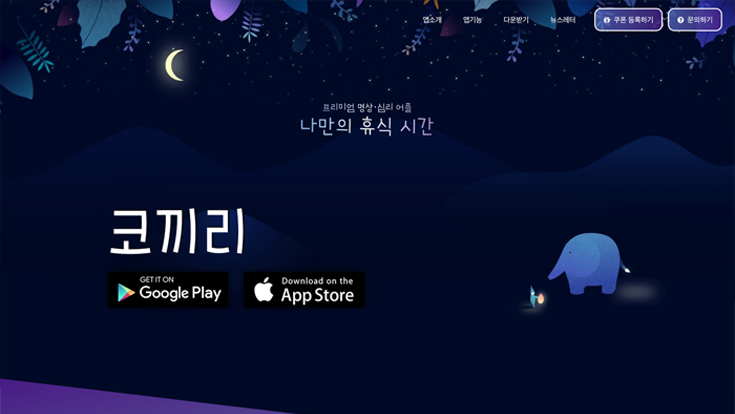 앱소개 앱기능 다운받기 뉴스레터 쿠폰 등록하기 문의하기
프리미엄 명상·심리 어플
나만의 휴식 시간
코끼리
GET IT ON
Google Play
Download on the
App Store